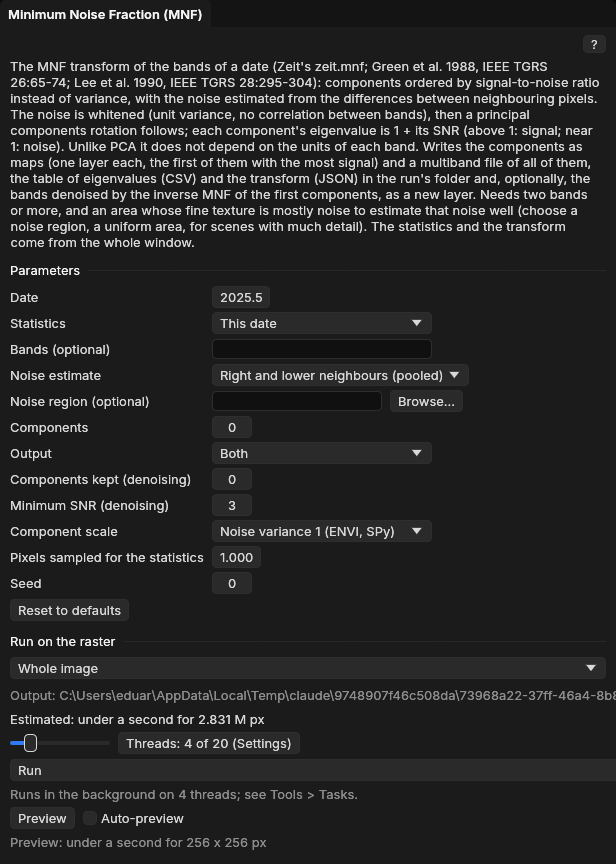 Minimum Noise Fraction (MNF)
?
The MNF transform of the bands of a date (Zeit's zeit.mnf; Green et al. 1988, IEEE TGRS
26:65-74; Lee et al. 1990, IEEE TGRS 28:295-304): components ordered by signal-to-noise ratio
instead of variance, with the noise estimated from the differences between neighbouring pixels.
The noise is whitened (unit variance, no correlation between bands), then a principal
components rotation follows; each component's eigenvalue is 1 + its SNR (above 1: signal; near
1: noise). Unlike PCA it does not depend on the units of each band. Writes the components as
maps (one layer each, the first of them with the most signal) and a multiband file of all of them,
the table of eigenvalues (CSV) and the transform (JSON) in the run's folder and, optionally, the
bands denoised by the inverse MNF of the first components, as a new layer. Needs two bands
or more, and an area whose fine texture is mostly noise to estimate that noise well (choose a
noise region, a uniform area, for scenes with much detail). The statistics and the transform
come from the whole window.
Parameters
Date 2025.5
Statistics This date
Bands (optional)
Noise estimate Right and lower neighbours (pooled)
Noise region (optional) Browse...
Components 0
Output Both
Components kept (denoising) 0
Minimum SNR (denoising) 3
Component scale Noise variance 1 (ENVI, SPy)
Pixels sampled for the statistics 1.000
Seed 0
Reset to defaults
Run on the raster
Whole image
Output: C:\Users\eduar\AppData\Local\Temp\claude\9748907f46c508da\73968a22-37ff-46a4-8b8
Estimated: under a second for 2.831 M px
Threads: 4 of 20 (Settings)
Run
Runs in the background on 4 threads; see Tools > Tasks.
Preview Auto-preview
Preview: under a second for 256 x 256 px